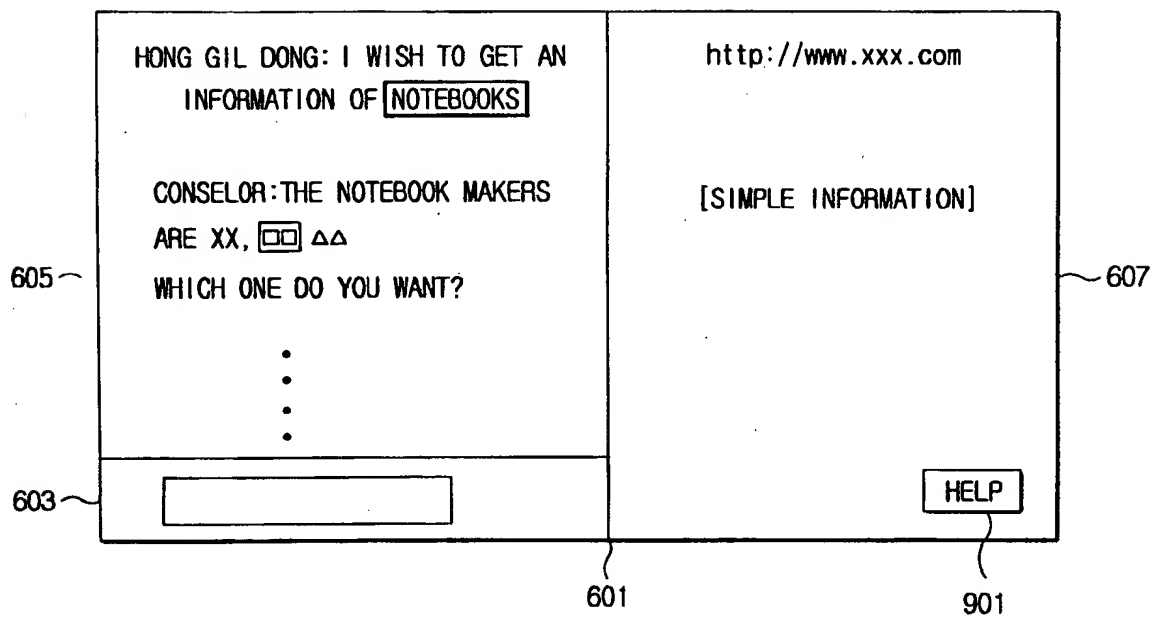 HONG GIL DONG: I WISH TO GET AN
INFORMATION OF NOTEBOOKS
CONSELOR:THE NOTEBOOK MAKERS
ARE XX, □□ △△
WHICH ONE DO YOU WANT?
http://www.xxx.com
[SIMPLE INFORMATION]
HELP
605
607
603
601
901